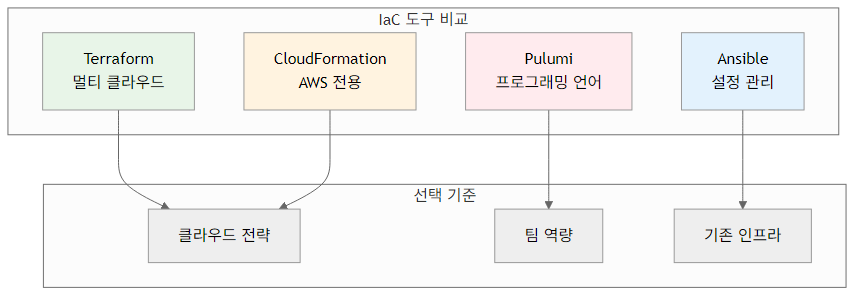 IaC 도구 비교
Terraform
멀티 클라우드
CloudFormation
AWS 전용
Pulumi
프로그래밍 언어
Ansible
설정 관리
선택 기준
클라우드 전략
팀 역량
기존 인프라